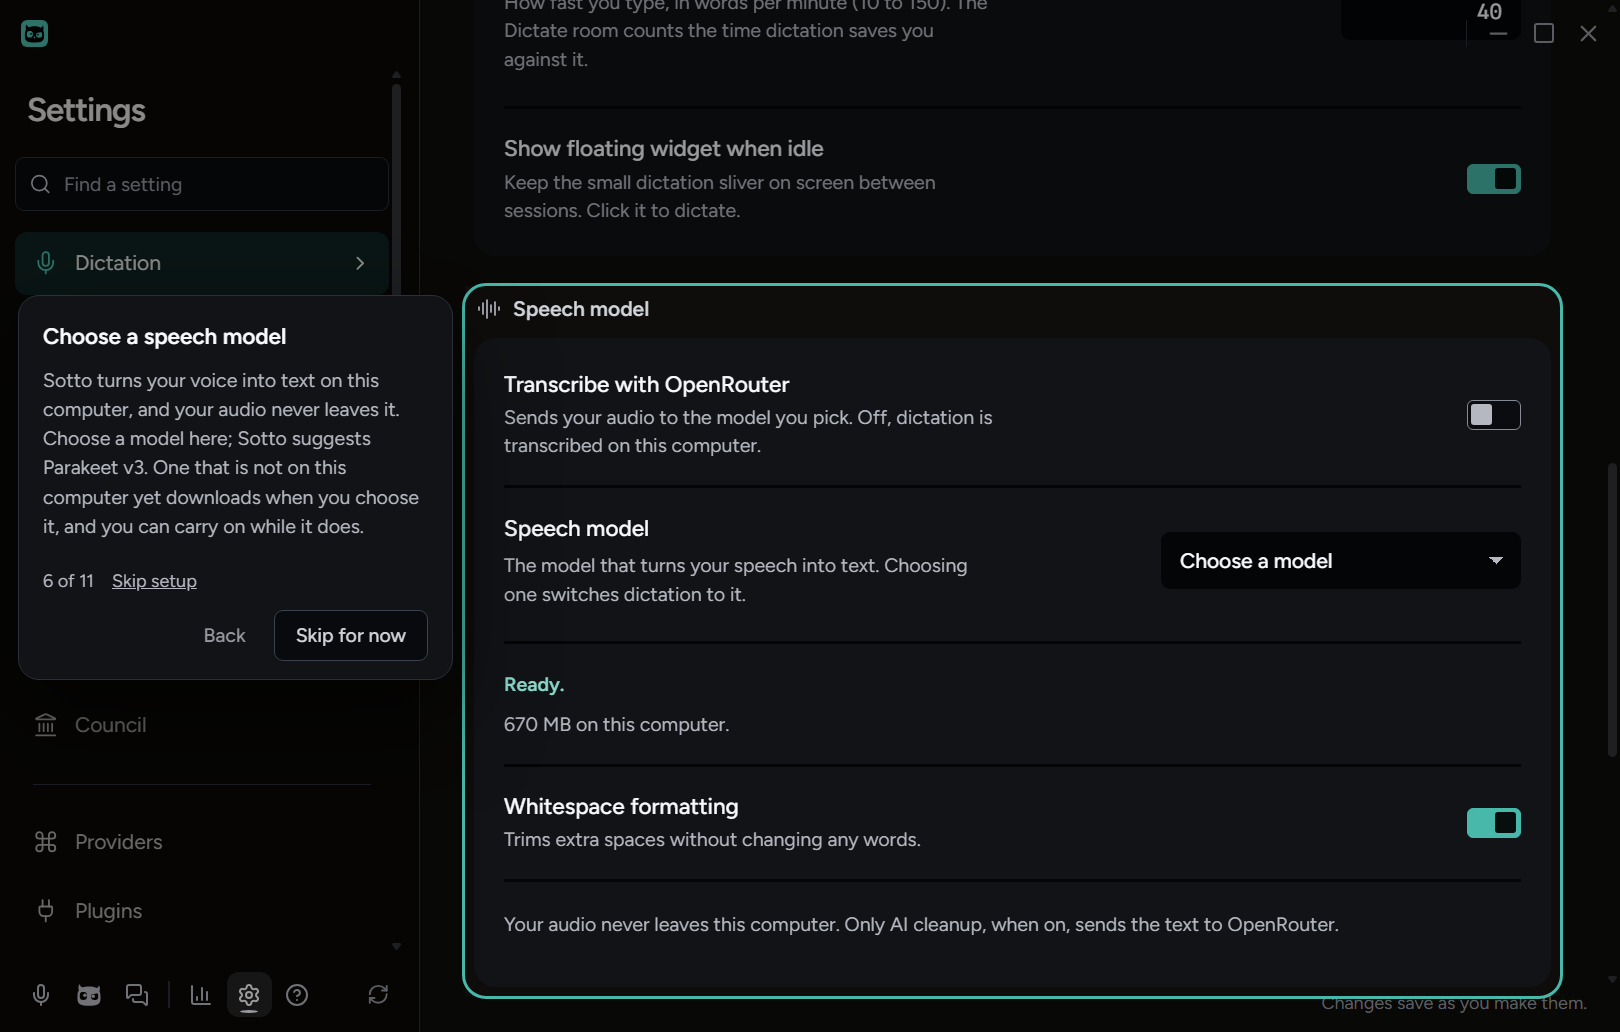 Settings
Find a setting
Dictation
Choose a speech model
Sotto turns your voice into text on this
computer, and your audio never leaves it.
Choose a model here; Sotto suggests
Parakeet v3. One that is not on this
computer yet downloads when you choose
it, and you can carry on while it does.
6 of 11 Skip setup
Back Skip for now
Council
Providers
Plugins
How fast you type, in words per minute (10 to 150). The
Dictate room counts the time dictation saves you
against it.
40
Show floating widget when idle
Keep the small dictation sliver on screen between
sessions. Click it to dictate.
Speech model
Transcribe with OpenRouter
Sends your audio to the model you pick. Off, dictation is
transcribed on this computer.
Speech model
The model that turns your speech into text. Choosing
one switches dictation to it.
Choose a model
Ready.
670 MB on this computer.
Whitespace formatting
Trims extra spaces without changing any words.
Your audio never leaves this computer. Only AI cleanup, when on, sends the text to OpenRouter.
Changes save as you make them.